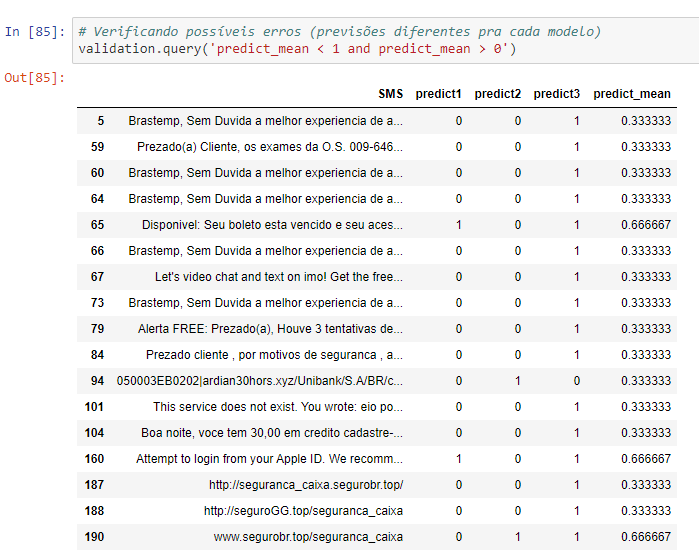 In [85]: # Verificando possíveis erros (previsões diferentes pra cada modelo)
validation.query('predict_mean < 1 and predict_mean > 0')
Out[85]:
SMS predict1 predict2 predict3 predict_mean
5 Brastemp, Sem Duvida a melhor experiencia de a... 0 0 1 0.333333
59 Prezado(a) Cliente, os exames da O.S. 009-646... 0 0 1 0.333333
60 Brastemp, Sem Duvida a melhor experiencia de a... 0 0 1 0.333333
64 Brastemp, Sem Duvida a melhor experiencia de a... 0 0 1 0.333333
65 Disponivel: Seu boleto esta vencido e seu aces... 1 0 1 0.666667
66 Brastemp, Sem Duvida a melhor experiencia de a... 0 0 1 0.333333
67 Let's video chat and text on imo! Get the free... 0 0 1 0.333333
73 Brastemp, Sem Duvida a melhor experiencia de a... 0 0 1 0.333333
79 Alerta FREE: Prezado(a), Houve 3 tentativas de... 0 0 1 0.333333
84 Prezado cliente , por motivos de seguranca , a... 0 0 1 0.333333
94 050003EB0202|ardian30hors.xyz/Unibank/S.A/BR/c... 0 1 0 0.333333
101 This service does not exist. You wrote: eio po... 0 0 1 0.333333
104 Boa noite, voce tem 30,00 em credito cadastre-... 0 0 1 0.333333
160 Attempt to login from your Apple ID. We recomm... 1 0 1 0.666667
187 http://seguranca_caixa.segurobr.top/ 0 0 1 0.333333
188 http://seguroGG.top/seguranca_caixa 0 0 1 0.333333
190 www.segurobr.top/seguranca_caixa 0 1 1 0.666667